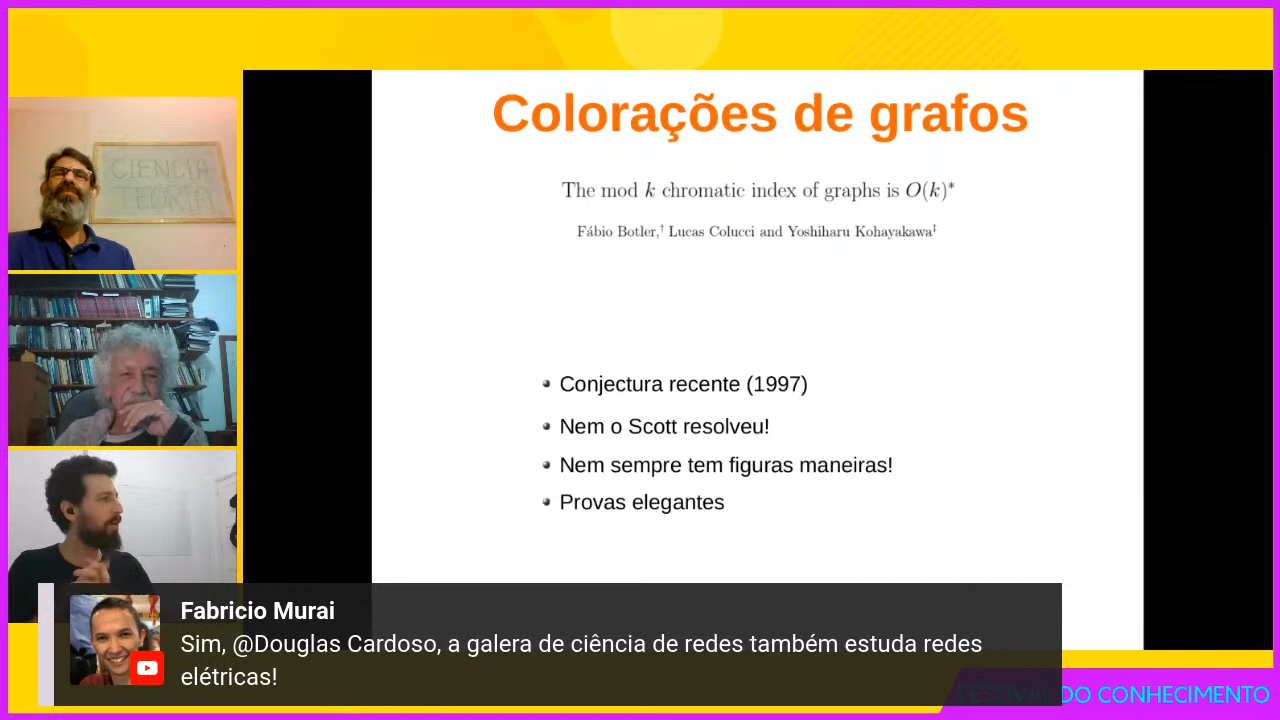 Colorações de grafos
The mod k chromatic index of graphs is O(k)*
Fábio Botler,† Lucas Colucci and Yoshiharu Kohayakawa‡
CIENCIA
TEORIA
Conjectura recente (1997)
Nem o Scott resolveu!
Nem sempre tem figuras maneiras!
Provas elegantes
Fabricio Murai
Sim, @Douglas Cardoso, a galera de ciência de redes também estuda redes
elétricas!
FESTIVAL DO CONHECIMENTO